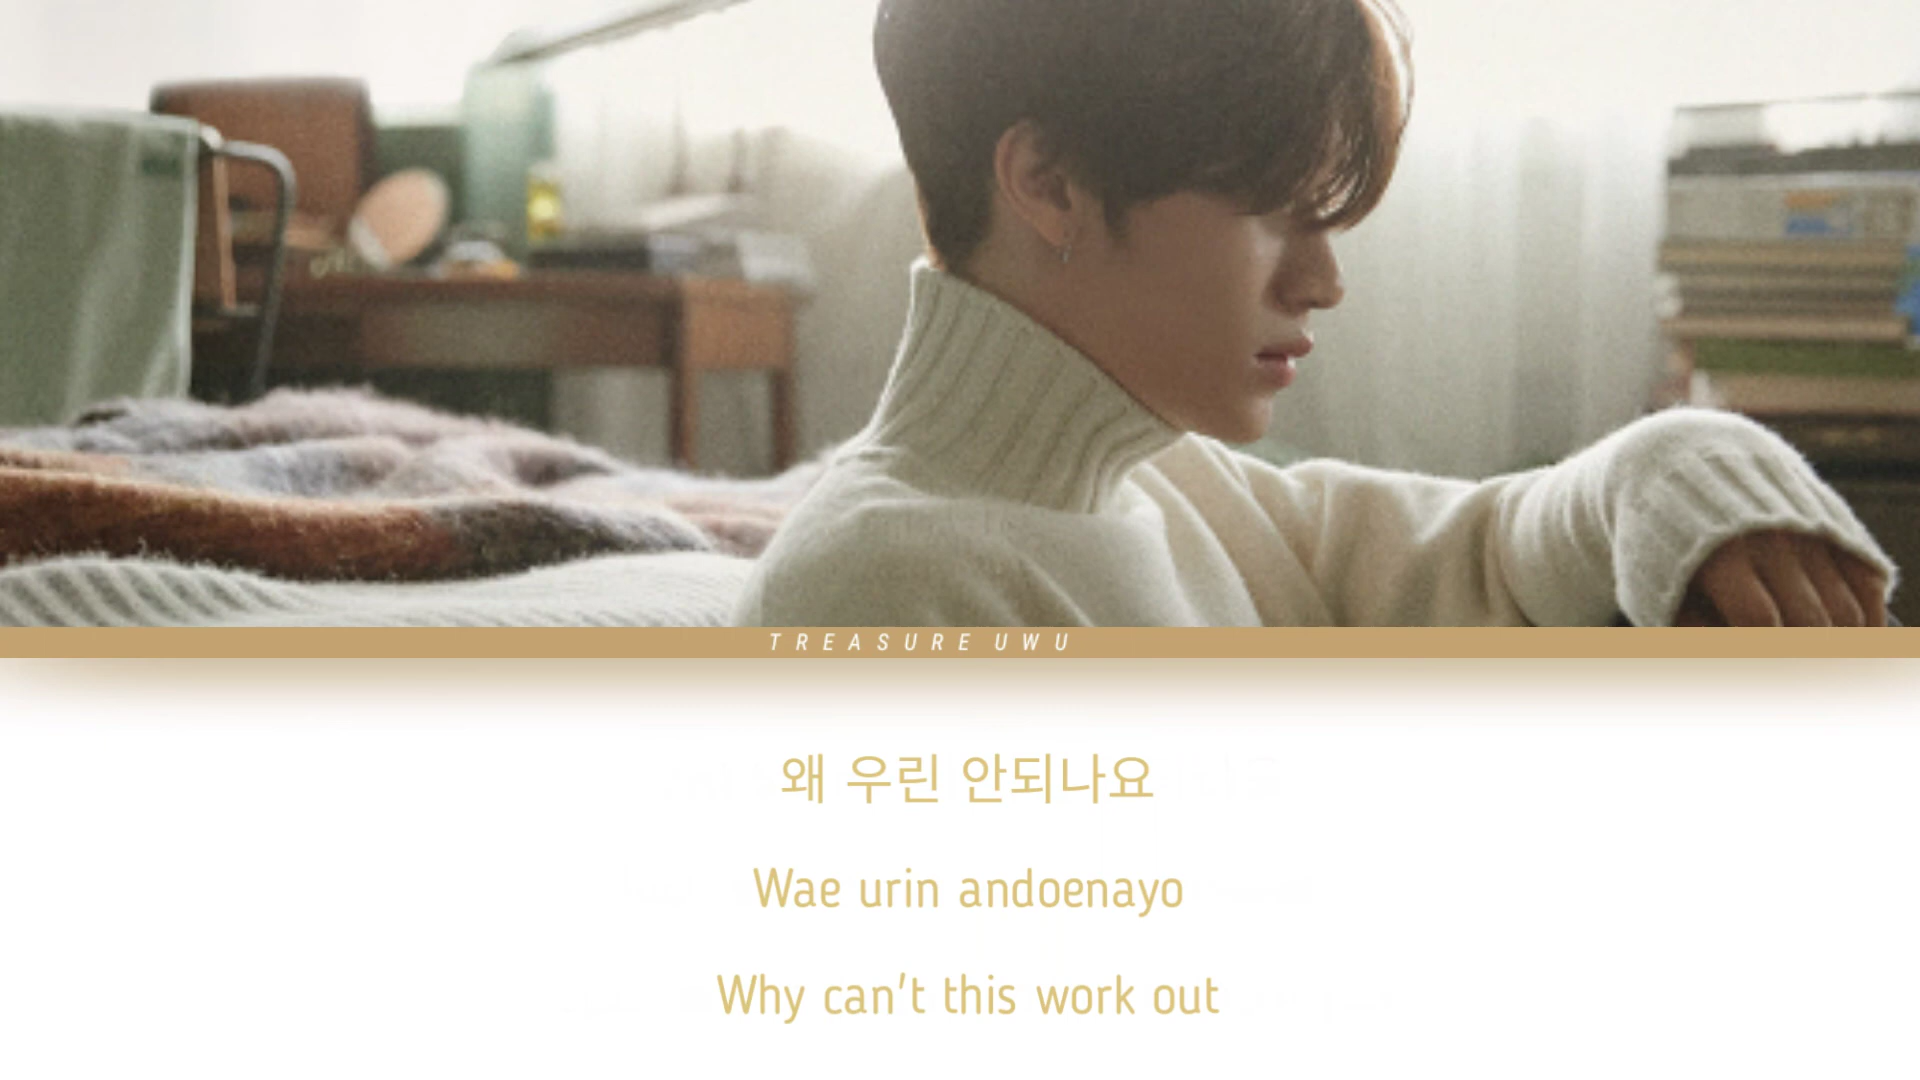 TREASURE UWU
왜 우린 안되나요
Wae urin andoenayo
Why can't this work out